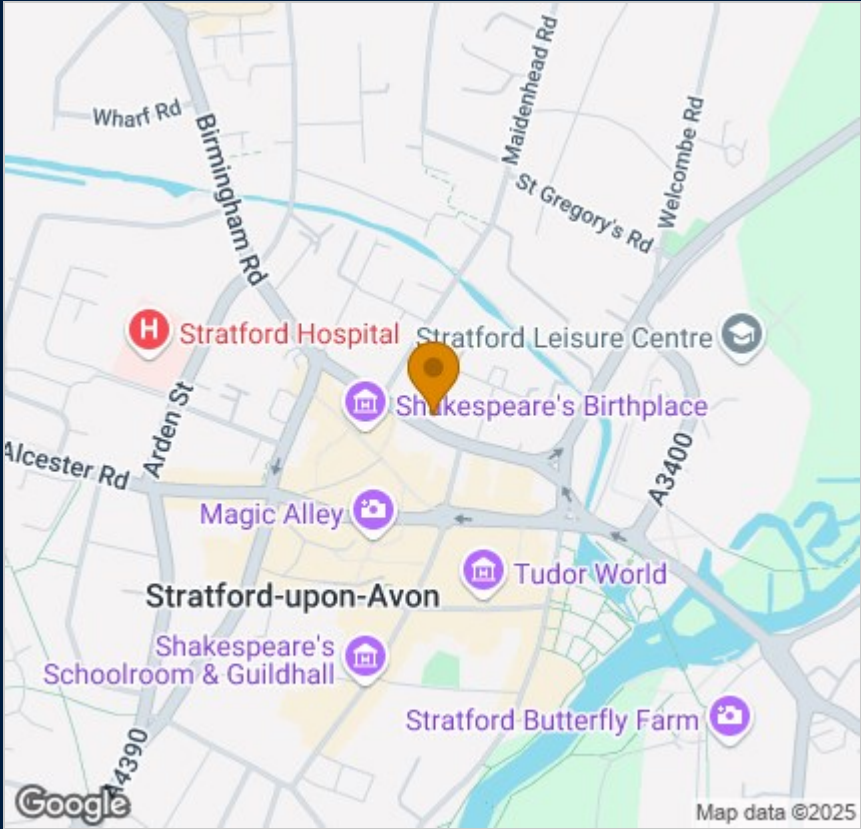 Wharf Rd
Birmingham Rd
Maidenhead Rd
St Gregory's Rd
Welcombe Rd
H
Stratford Hospital
Stratford Leisure Centre
Shakespeare's Birthplace
Arden St
Alcester Rd
A3400
Magic Alley
Tudor World
Stratford-upon-Avon
Shakespeare's
Schoolroom & Guildhall
Stratford Butterfly Farm
A4390
Google
Map data ©2025